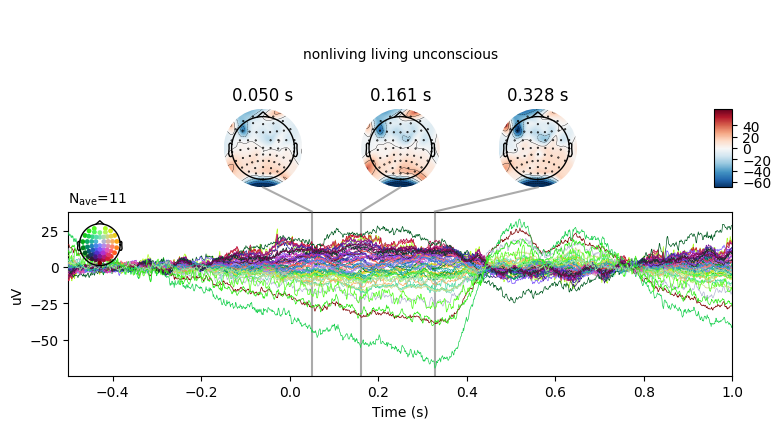 nonliving living unconscious
0.050 s 0.161 s 0.328 s
40
20
0
−20
−40
−60
Nave=11
25
0
−25
−50
uV
−0.4 −0.2 0.0 0.2 0.4 0.6 0.8 1.0
Time (s)